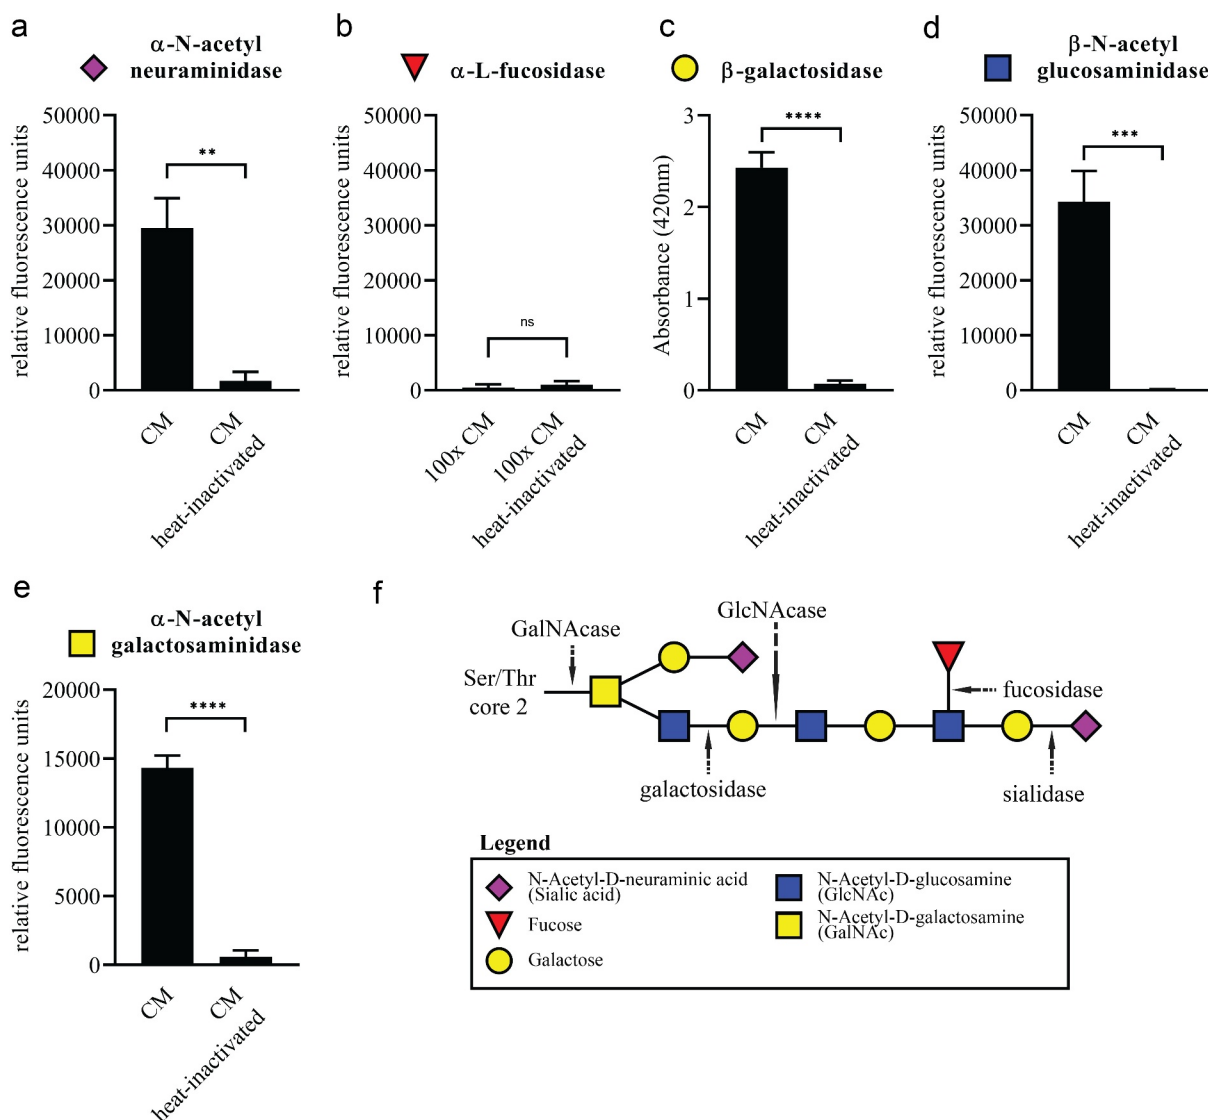 a
α-N-acetyl
neuraminidase
relative fluorescence units
50000
40000
30000
20000
10000
0
**
CM
CM
heat-inactivated
b
α-L-fucosidase
relative fluorescence units
50000
40000
30000
20000
10000
0
ns
100x CM
100x CM
heat-inactivated
c
β-galactosidase
Absorbance (420nm)
3
2
1
0
****
CM
CM
heat-inactivated
d
β-N-acetyl
glucosaminidase
relative fluorescence units
50000
40000
30000
20000
10000
0
***
CM
CM
heat-inactivated
e
α-N-acetyl
galactosaminidase
relative fluorescence units
20000
15000
10000
5000
0
****
CM
CM
heat-inactivated
f
GalNAcase
GlcNAcase
Ser/Thr
core 2
fucosidase
galactosidase
sialidase
Legend
N-Acetyl-D-neuraminic acid
(Sialic acid)
Fucose
Galactose
N-Acetyl-D-glucosamine
(GlcNAc)
N-Acetyl-D-galactosamine
(GalNAc)